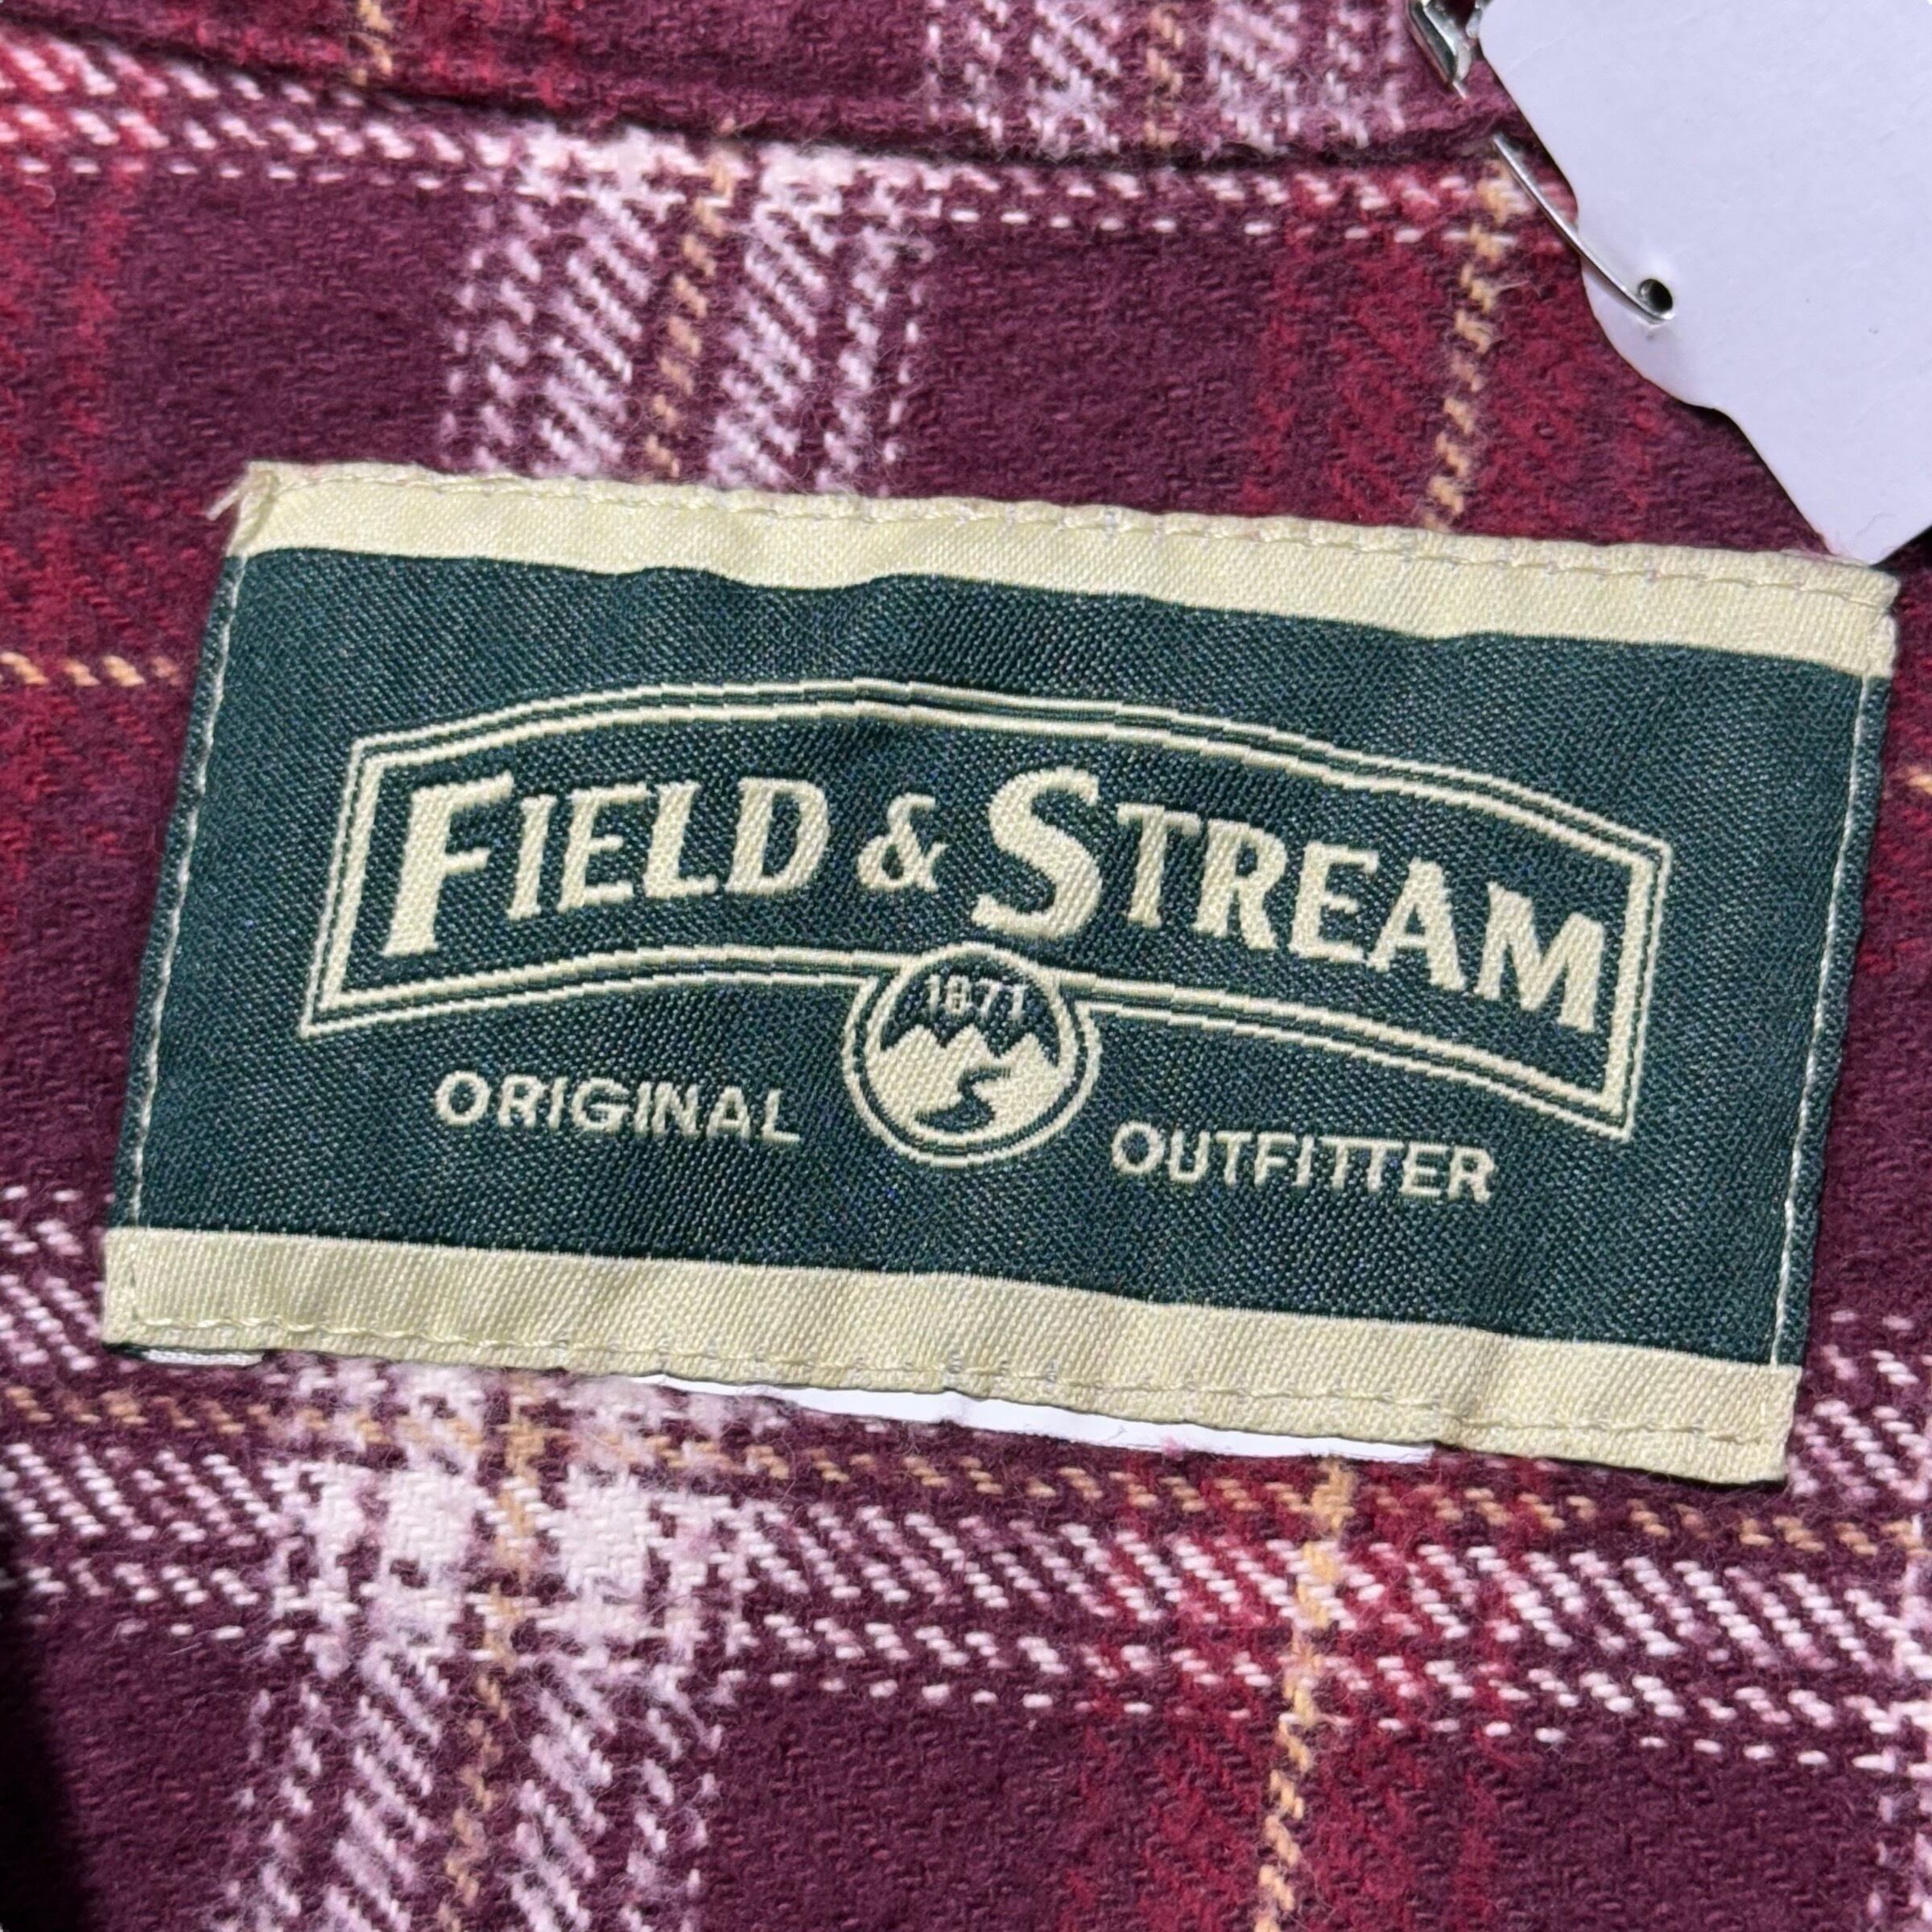 FIELD & STREAM
1871
ORIGINAL OUTFITTER